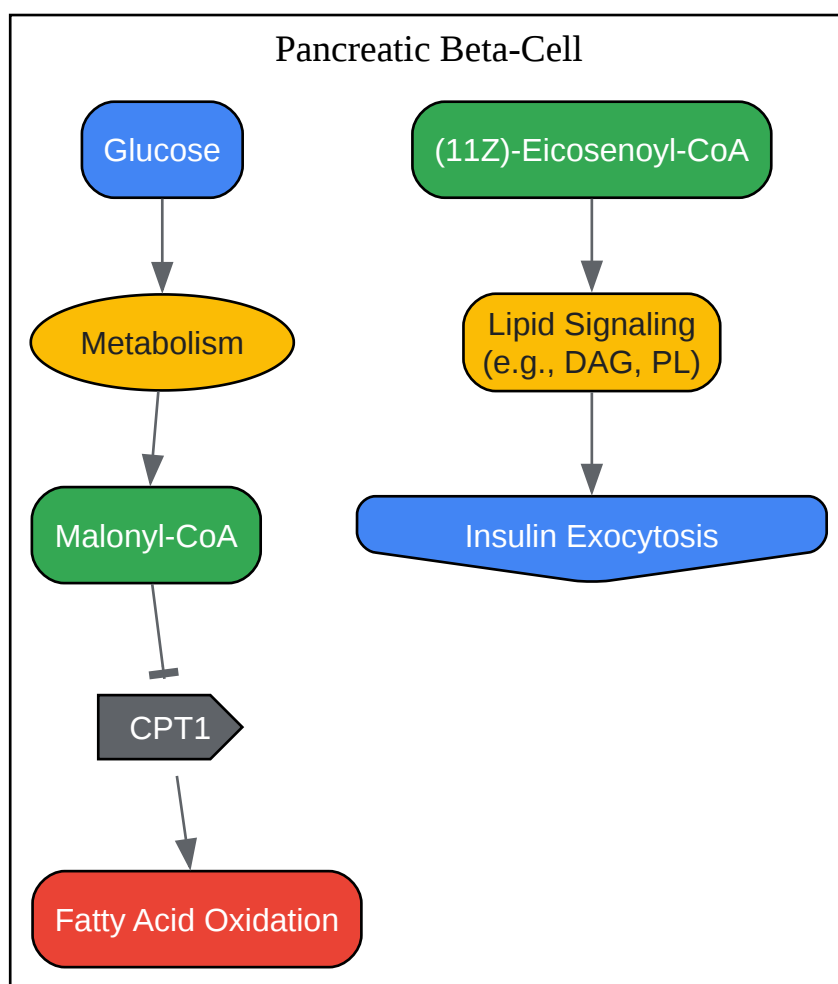 Pancreatic Beta-Cell
Glucose
Metabolism
Malonyl-CoA
CPT1
Fatty Acid Oxidation
(11Z)-Eicosenoyl-CoA
Lipid Signaling
(e.g., DAG, PL)
Insulin Exocytosis